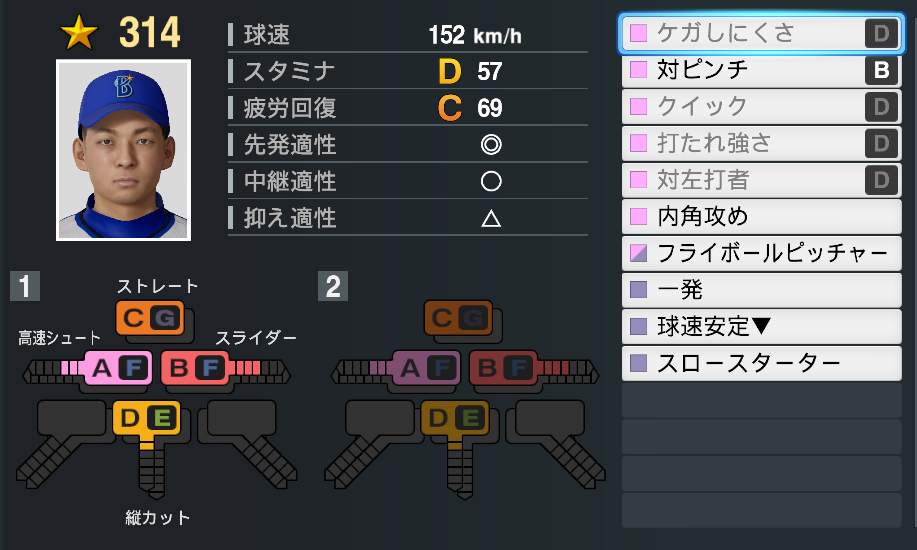 314
球速 152 km/h
スタミナ D 57
疲労回復 C 69
先発適性 ◎
中継適性 ○
抑え適性 △
ケガしにくさ D
対ピンチ B
クイック D
打たれ強さ D
対左打者 D
内角攻め
フライボールピッチャー
一発
球速安定▼
スロースターター
1
ストレート
C G
高速シュート スライダー
A F B F
D E
縦カット
2
C G
A F B F
D E
B